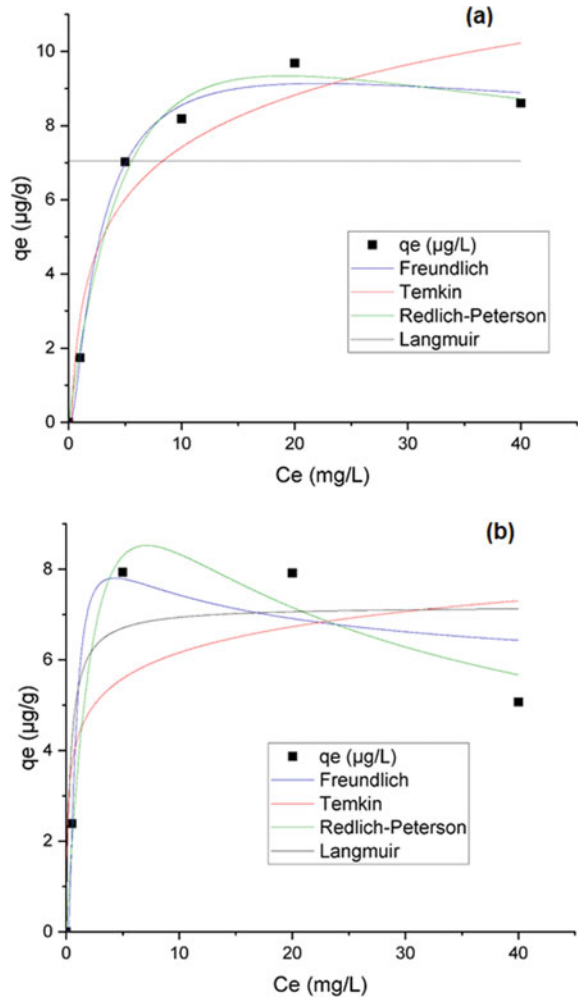 (a)
10
8
6
4
2
0
qe (µg/g)
qe (µg/L)
Freundlich
Temkin
Redlich-Peterson
Langmuir
0 10 20 30 40
Ce (mg/L)
(b)
8
6
4
2
0
qe (µg/g)
qe (µg/L)
Freundlich
Temkin
Redlich-Peterson
Langmuir
0 10 20 30 40
Ce (mg/L)